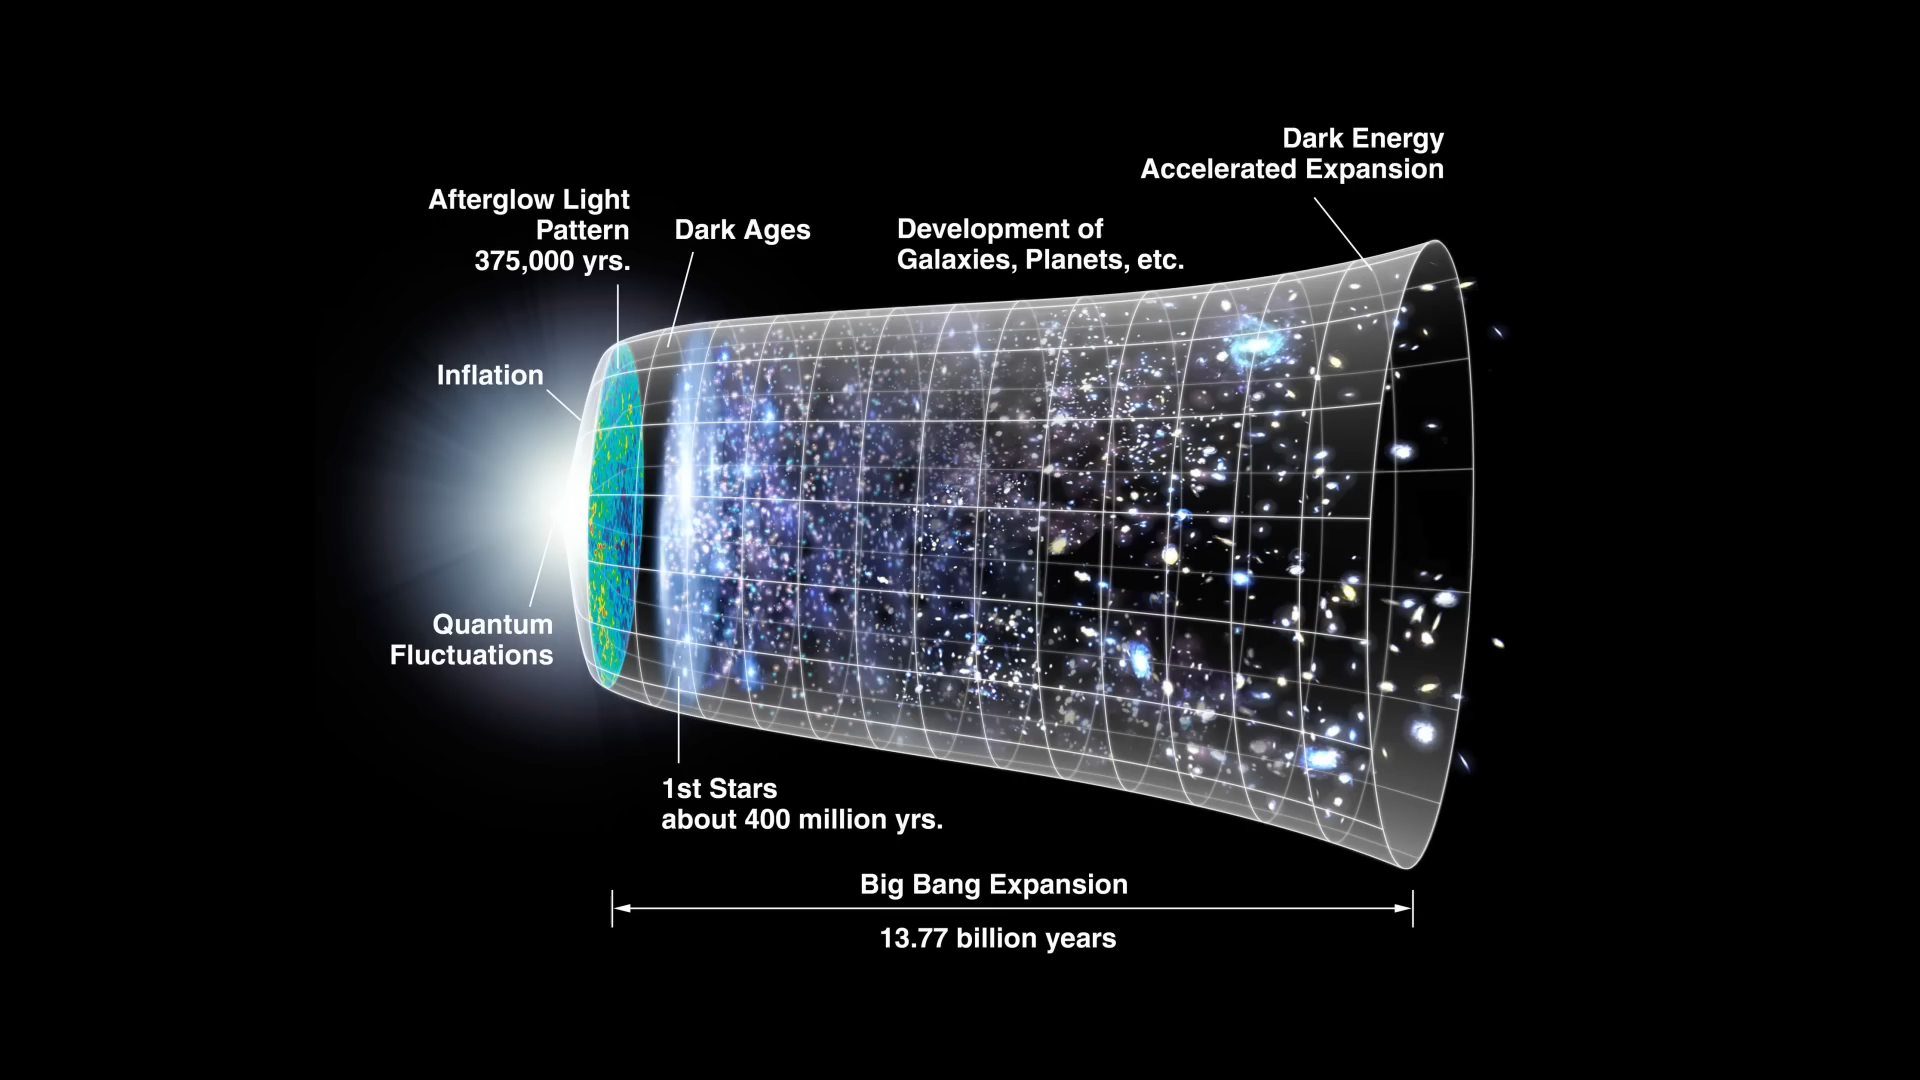 Dark Energy
Accelerated Expansion
Afterglow Light
Pattern
375,000 yrs.
Dark Ages
Development of
Galaxies, Planets, etc.
Inflation
Quantum
Fluctuations
1st Stars
about 400 million yrs.
Big Bang Expansion
13.77 billion years